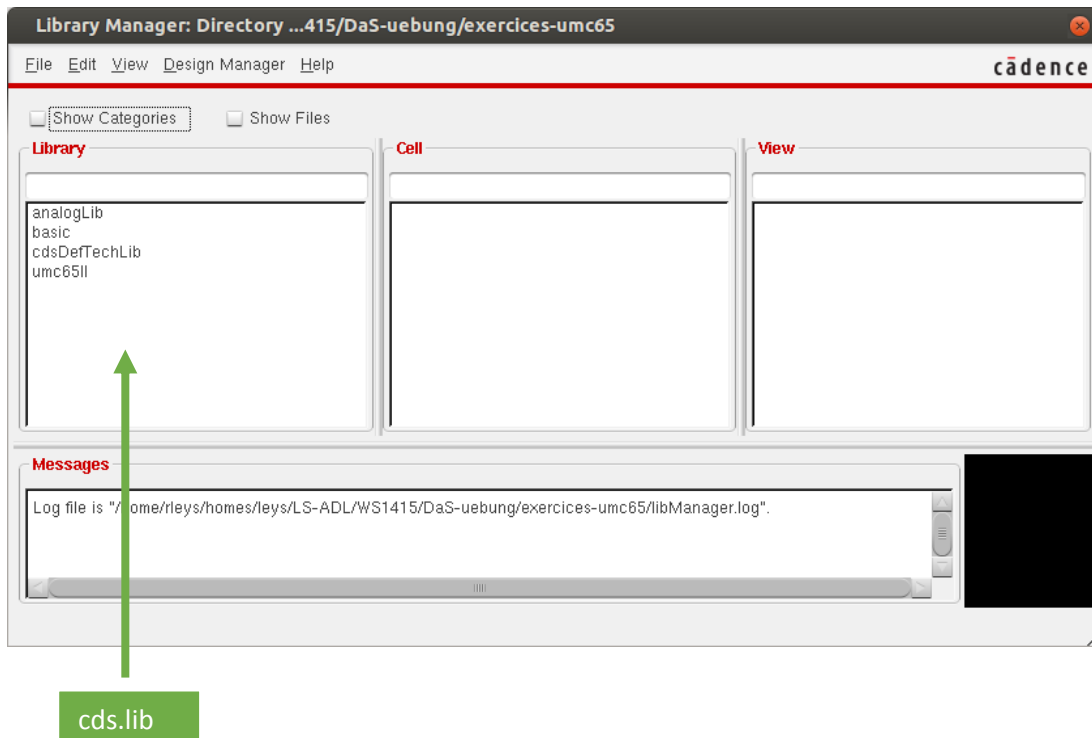 Library Manager: Directory ...415/DaS-uebung/exercices-umc65
File Edit View Design Manager Help
cādence
Show Categories Show Files
Library Cell View
analogLib
basic
cdsDefTechLib
umc65ll
Messages
Log file is "/home/rleys/homes/leys/LS-ADL/WS1415/DaS-uebung/exercices-umc65/libManager.log".
cds.lib